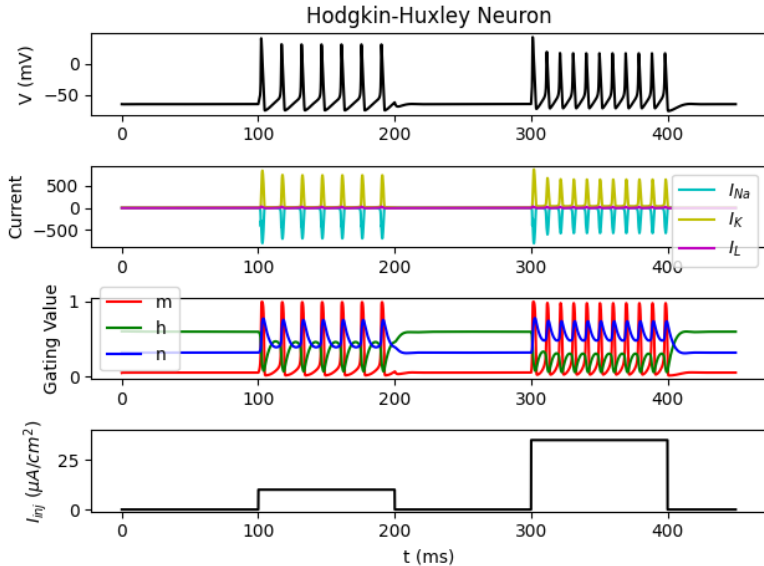 Hodgkin-Huxley Neuron
V (mV)
0
−50
0 100 200 300 400
Current
500
0
−500
I_Na
I_K
I_L
0 100 200 300 400
Gating Value
1
0
m
h
n
0 100 200 300 400
I_inj (μA/cm²)
25
0
0 100 200 300 400
t (ms)